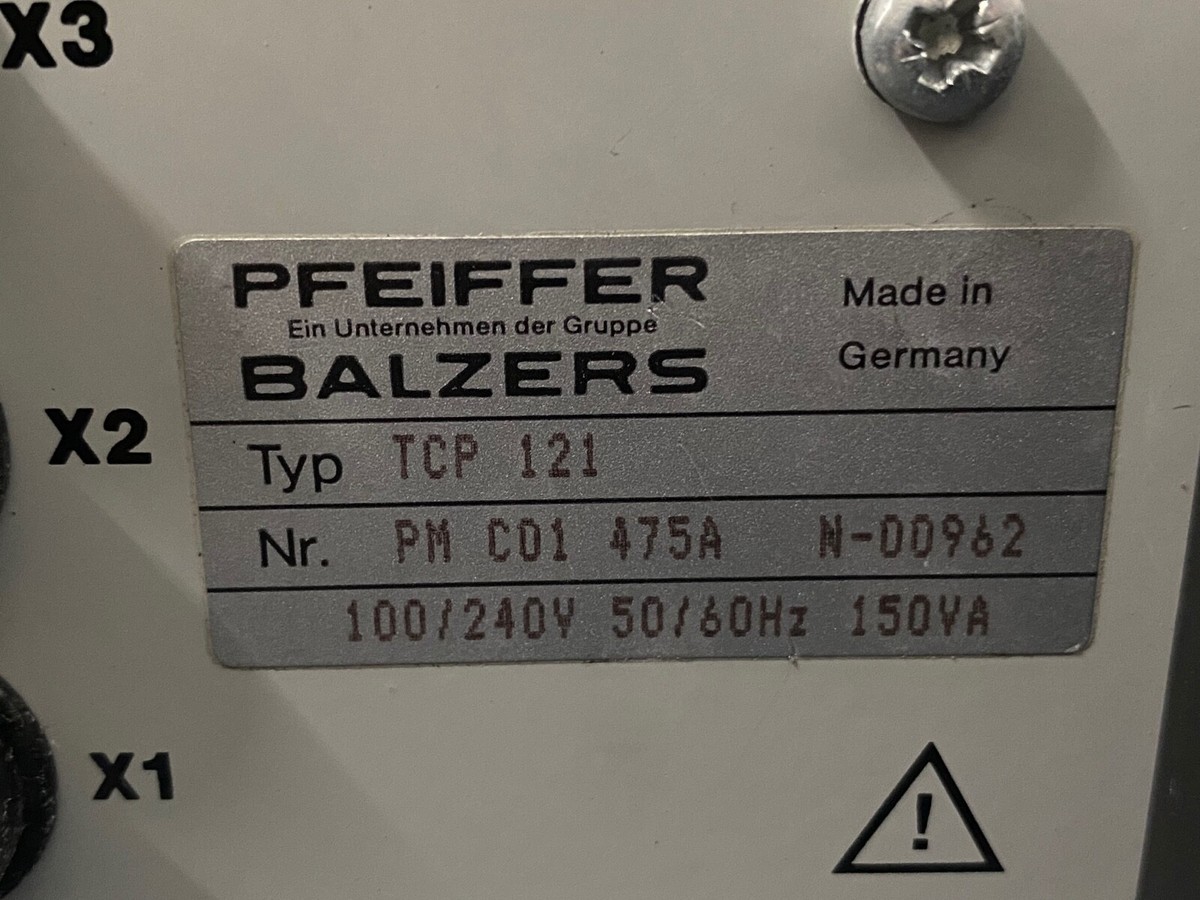 X3
PFEIFFER
Ein Unternehmen der Gruppe
BALZERS
Made in
Germany
X2
Typ TCP 121
Nr. PM C01 475A N-00962
100/240V 50/60Hz 150VA
X1
!